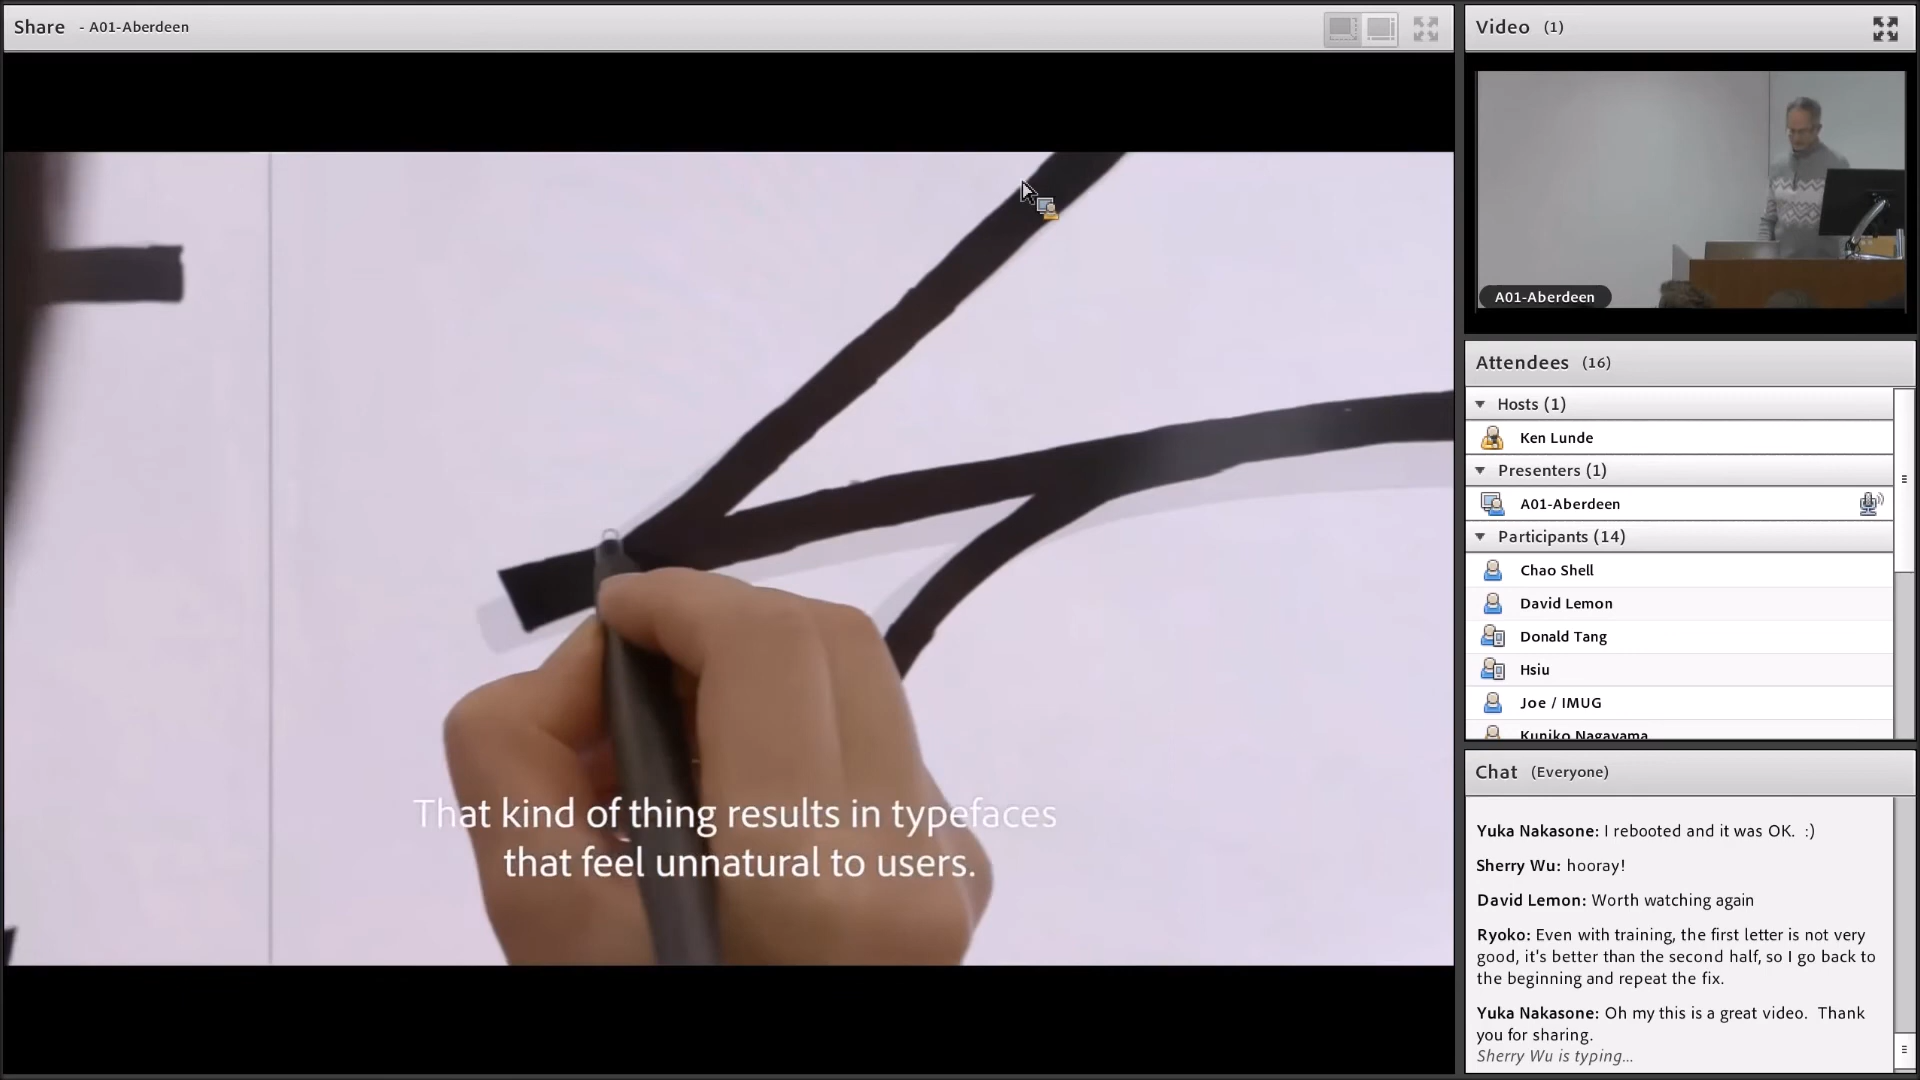 Share - A01-Aberdeen
That kind of thing results in typefaces
that feel unnatural to users.
Video (1)
A01-Aberdeen
Attendees (16)
Hosts (1)
Ken Lunde
Presenters (1)
A01-Aberdeen
Participants (14)
Chao Shell
David Lemon
Donald Tang
Hsiu
Joe / IMUG
Kuniko Nagayama
Chat (Everyone)
Yuka Nakasone: I rebooted and it was OK. :)
Sherry Wu: hooray!
David Lemon: Worth watching again
Ryoko: Even with training, the first letter is not very
good, it's better than the second half, so I go back to
the beginning and repeat the fix.
Yuka Nakasone: Oh my this is a great video. Thank
you for sharing.
Sherry Wu is typing...